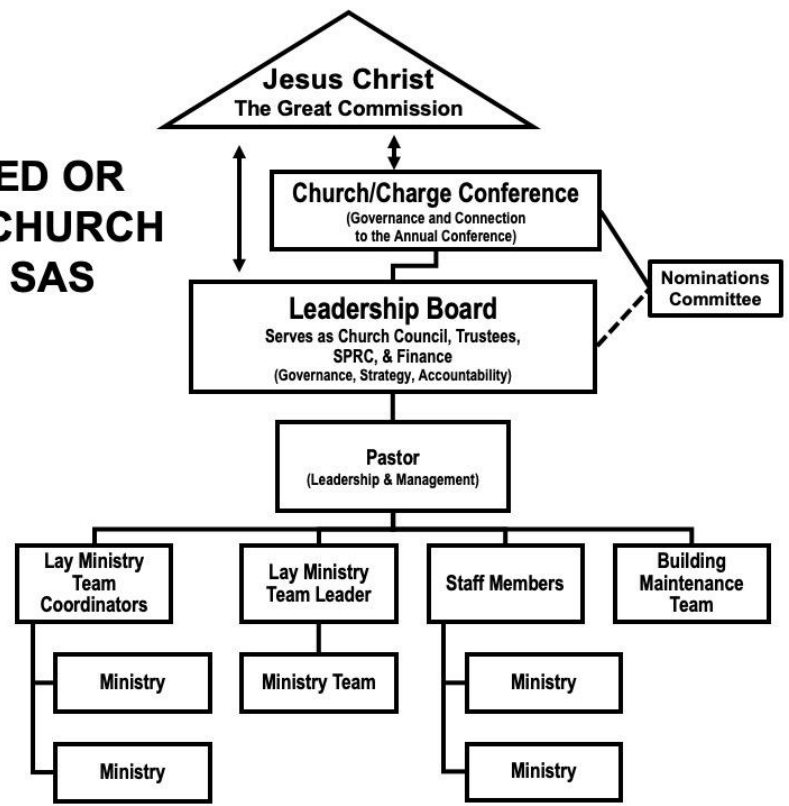 Jesus Christ
The Great Commission
ED OR
CHURCH
SAS
Church/Charge Conference
(Governance and Connection
to the Annual Conference)
Nominations
Committee
Leadership Board
Serves as Church Council, Trustees,
SPRC, & Finance
(Governance, Strategy, Accountability)
Pastor
(Leadership & Management)
Lay Ministry
Team
Coordinators
Lay Ministry
Team Leader
Staff Members
Building
Maintenance
Team
Ministry
Ministry Team
Ministry
Ministry
Ministry